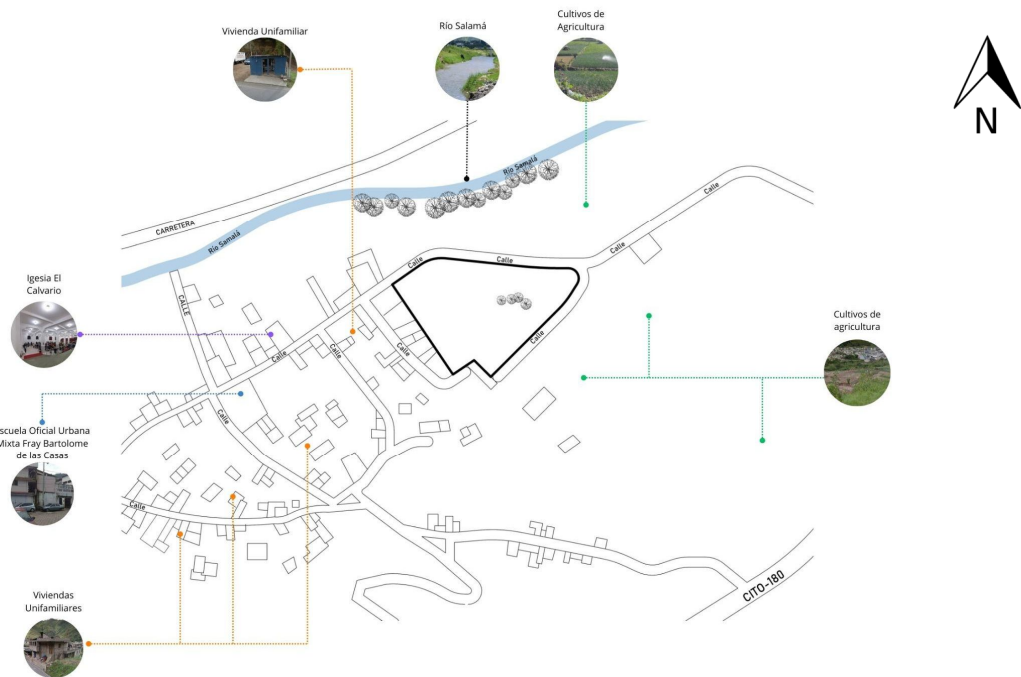 Vivienda Unifamiliar
Río Salamá
Cultivos de
Agricultura
N
Río Samalá
CARRETERA
Río Samalá
Calle
Calle
Calle
Calle
Calle
Igesia El
Calvario
CALLE
Calle
Calle
Calle
Cultivos de
agricultura
Calle
Calle
scuela Oficial Urbana
Mixta Fray Bartolome
de las Casas
Calle
CITO-180
Viviendas
Unifamiliares